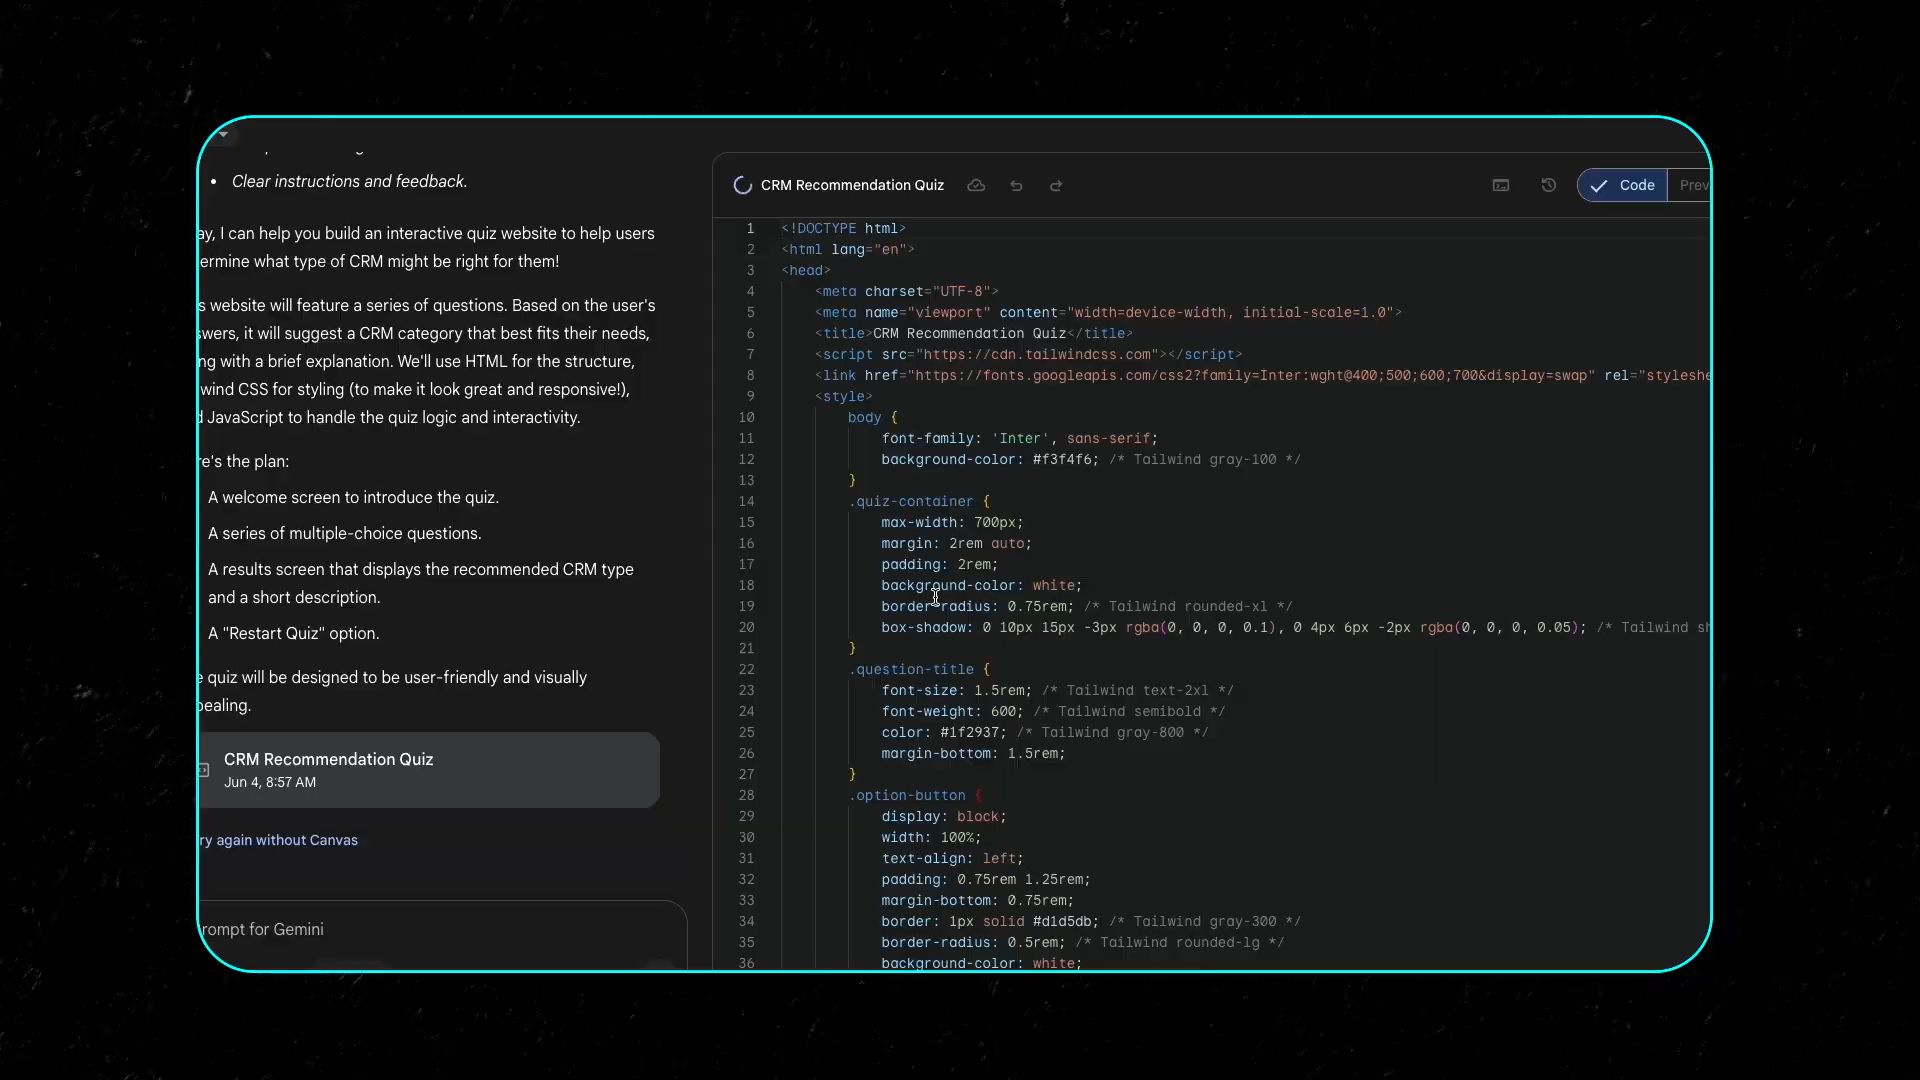 • Clear instructions and feedback.
ay, I can help you build an interactive quiz website to help users
ermine what type of CRM might be right for them!
s website will feature a series of questions. Based on the user's
swers, it will suggest a CRM category that best fits their needs,
ng with a brief explanation. We'll use HTML for the structure,
wind CSS for styling (to make it look great and responsive!),
d JavaScript to handle the quiz logic and interactivity.
re's the plan:
A welcome screen to introduce the quiz.
A series of multiple-choice questions.
A results screen that displays the recommended CRM type
and a short description.
A "Restart Quiz" option.
e quiz will be designed to be user-friendly and visually
pealing.
CRM Recommendation Quiz
Jun 4, 8:57 AM
ry again without Canvas
rompt for Gemini
CRM Recommendation Quiz
Code
Prev
1 <!DOCTYPE html>
2 <html lang="en">
3 <head>
4 <meta charset="UTF-8">
5 <meta name="viewport" content="width=device-width, initial-scale=1.0">
6 <title>CRM Recommendation Quiz</title>
7 <script src="https://cdn.tailwindcss.com"></script>
8 <link href="https://fonts.googleapis.com/css2?family=Inter:wght@400;500;600;700&display=swap" rel="styleshe
9 <style>
10 body {
11 font-family: 'Inter', sans-serif;
12 background-color: #f3f4f6; /* Tailwind gray-100 */
13 }
14 .quiz-container {
15 max-width: 700px;
16 margin: 2rem auto;
17 padding: 2rem;
18 background-color: white;
19 border-radius: 0.75rem; /* Tailwind rounded-xl */
20 box-shadow: 0 10px 15px -3px rgba(0, 0, 0, 0.1), 0 4px 6px -2px rgba(0, 0, 0, 0.05); /* Tailwind sh
21 }
22 .question-title {
23 font-size: 1.5rem; /* Tailwind text-2xl */
24 font-weight: 600; /* Tailwind semibold */
25 color: #1f2937; /* Tailwind gray-800 */
26 margin-bottom: 1.5rem;
27 }
28 .option-button {
29 display: block;
30 width: 100%;
31 text-align: left;
32 padding: 0.75rem 1.25rem;
33 margin-bottom: 0.75rem;
34 border: 1px solid #d1d5db; /* Tailwind gray-300 */
35 border-radius: 0.5rem; /* Tailwind rounded-lg */
36 background-color: white;